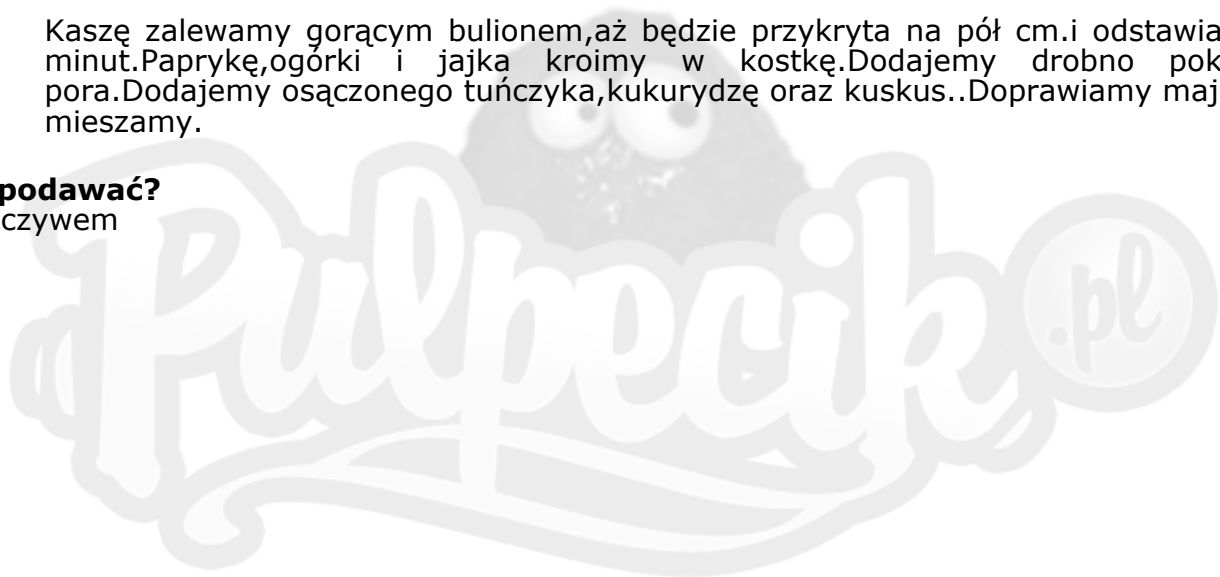 Kaszę zalewamy gorącym bulionem,aż będzie przykryta na pół cm.i odstawia
minut.Paprykę,ogórki i jajka kroimy w kostkę.Dodajemy drobno pok
pora.Dodajemy osączonego tuńczyka,kukurydzę oraz kuskus..Doprawiamy maj
mieszamy.
podawać?
czywem
Pulpecik.pl